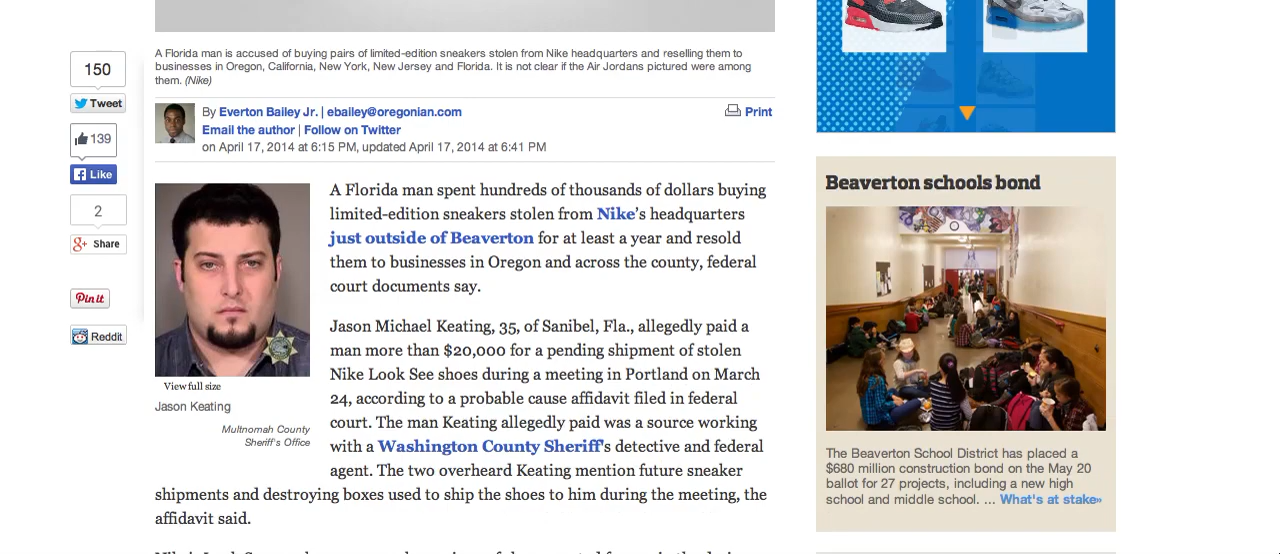 A Florida man is accused of buying pairs of limited-edition sneakers stolen from Nike headquarters and reselling them to
businesses in Oregon, California, New York, New Jersey and Florida. It is not clear if the Air Jordans pictured were among
them. (Nike)
150
Tweet
139
Like
2
Share
Pin it
Reddit
By Everton Bailey Jr. | ebailey@oregonian.com
Print
Email the author | Follow on Twitter
on April 17, 2014 at 6:15 PM, updated April 17, 2014 at 6:41 PM
View full size
Jason Keating
Multnomah County
Sheriff's Office
A Florida man spent hundreds of thousands of dollars buying
limited-edition sneakers stolen from Nike's headquarters
just outside of Beaverton for at least a year and resold
them to businesses in Oregon and across the county, federal
court documents say.
Jason Michael Keating, 35, of Sanibel, Fla., allegedly paid a
man more than $20,000 for a pending shipment of stolen
Nike Look See shoes during a meeting in Portland on March
24, according to a probable cause affidavit filed in federal
court. The man Keating allegedly paid was a source working
with a Washington County Sheriff's detective and federal
agent. The two overheard Keating mention future sneaker
shipments and destroying boxes used to ship the shoes to him during the meeting, the
affidavit said.
Beaverton schools bond
The Beaverton School District has placed a
$680 million construction bond on the May 20
ballot for 27 projects, including a new high
school and middle school. ... What's at stake»